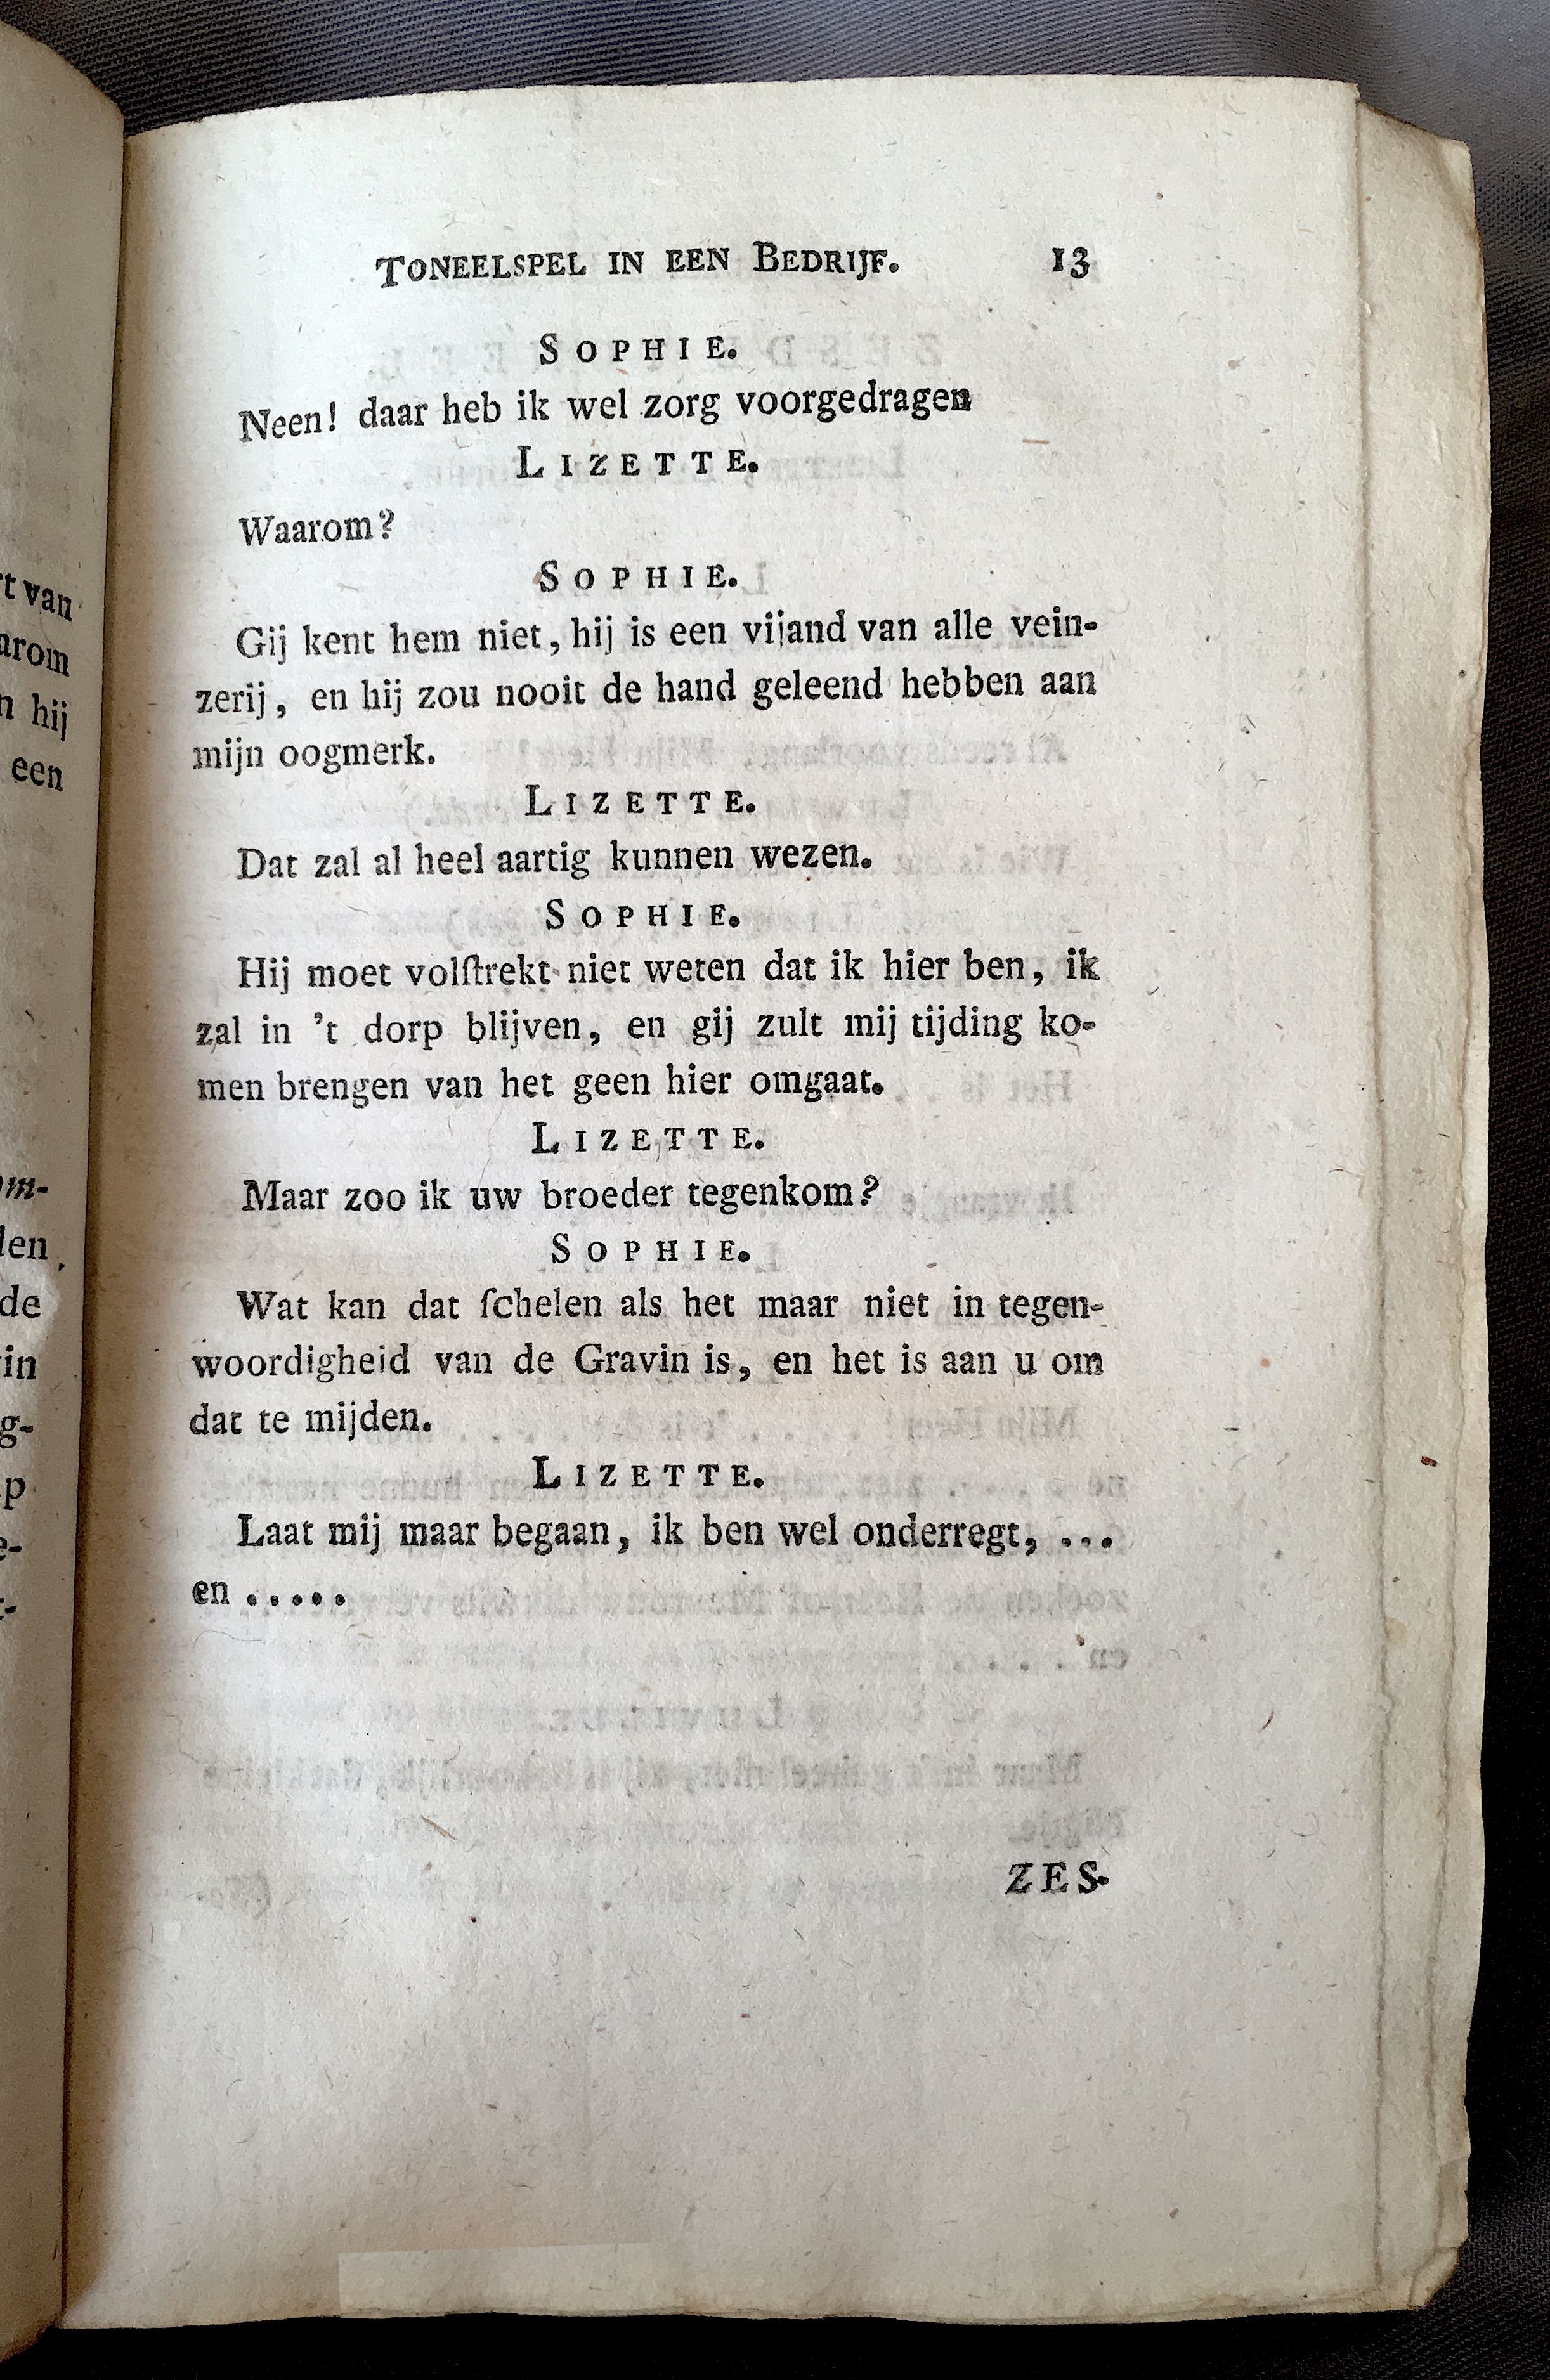 TONEELSPEL IN EEN BEDRIJF. 13
SOPHIE.
Neen! daar heb ik wel zorg voorgedragen
LIZETTE.
Waarom?
SOPHIE.
Gij kent hem niet, hij is een vijand van alle vein-
zerij, en hij zou nooit de hand geleend hebben aan
mijn oogmerk.
LIZETTE.
Dat zal al heel aartig kunnen wezen.
SOPHIE.
Hij moet volſtrekt niet weten dat ik hier ben, ik
zal in 't dorp blijven, en gij zult mij tijding ko-
men brengen van het geen hier omgaat.
LIZETTE.
Maar zoo ik uw broeder tegenkom?
SOPHIE.
Wat kan dat ſchelen als het maar niet in tegen-
woordigheid van de Gravin is, en het is aan u om
dat te mijden.
LIZETTE.
Laat mij maar begaan, ik ben wel onderregt, ...
en .....
ZES-